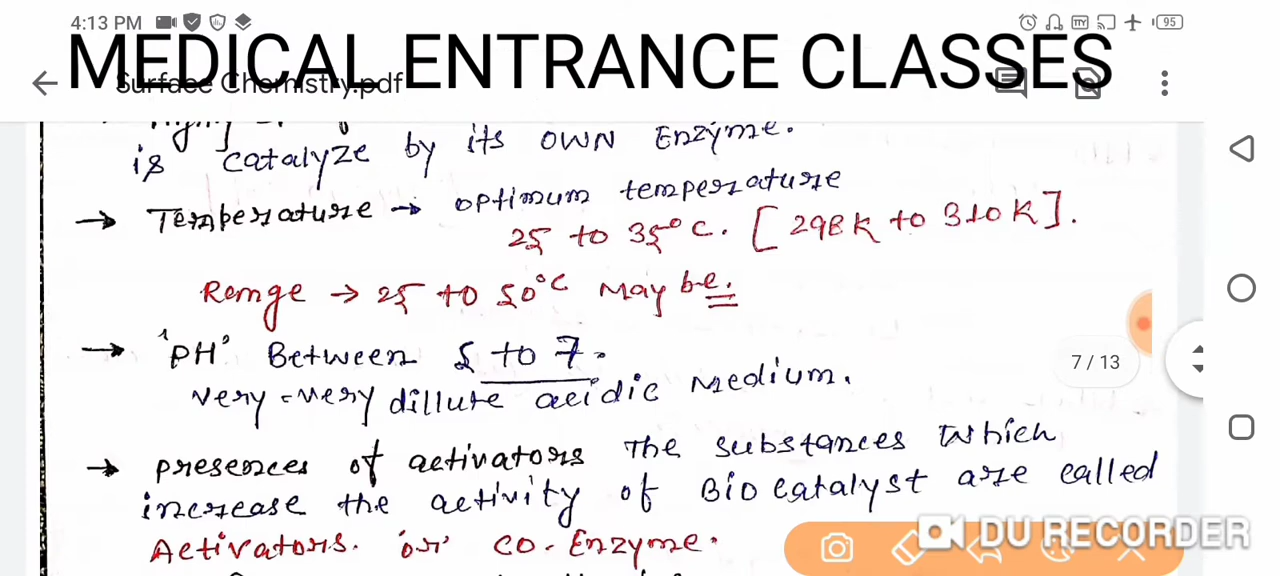 4:13 PM
95
MEDICAL ENTRANCE CLASSES
Surface Chemistry.pdf
is catalyze by its own Enzyme.
→ Temperature → optimum temperature
25 to 35°C. [298K to 310K].
Range → 25 to 50°C may be.
→ 'PH' Between 5 to 7.
very-very dillute acidic Medium.
7 / 13
→ presences of activators The substances which
increase the activity of Bio catalyst are called
Activators. 'or' CO-Enzyme.
DU RECORDER